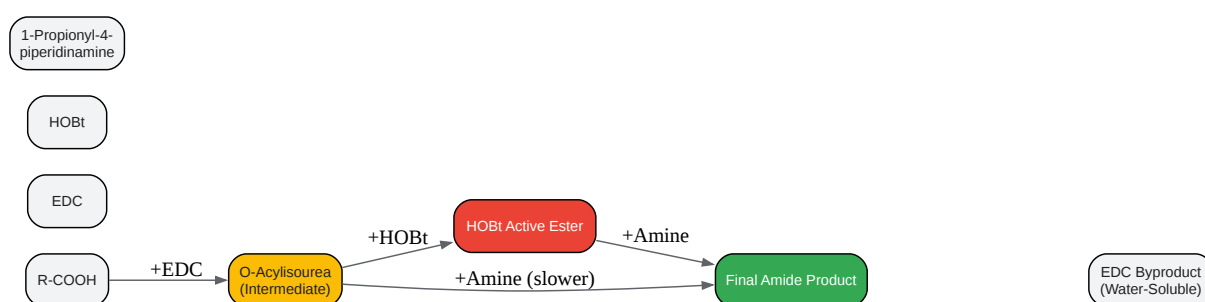 1-Propionyl-4-
piperidinamine
HOBt
EDC
R-COOH
+EDC
O-Acylisourea
(Intermediate)
+HOBt
HOBt Active Ester
+Amine
+Amine (slower)
Final Amide Product
EDC Byproduct
(Water-Soluble)